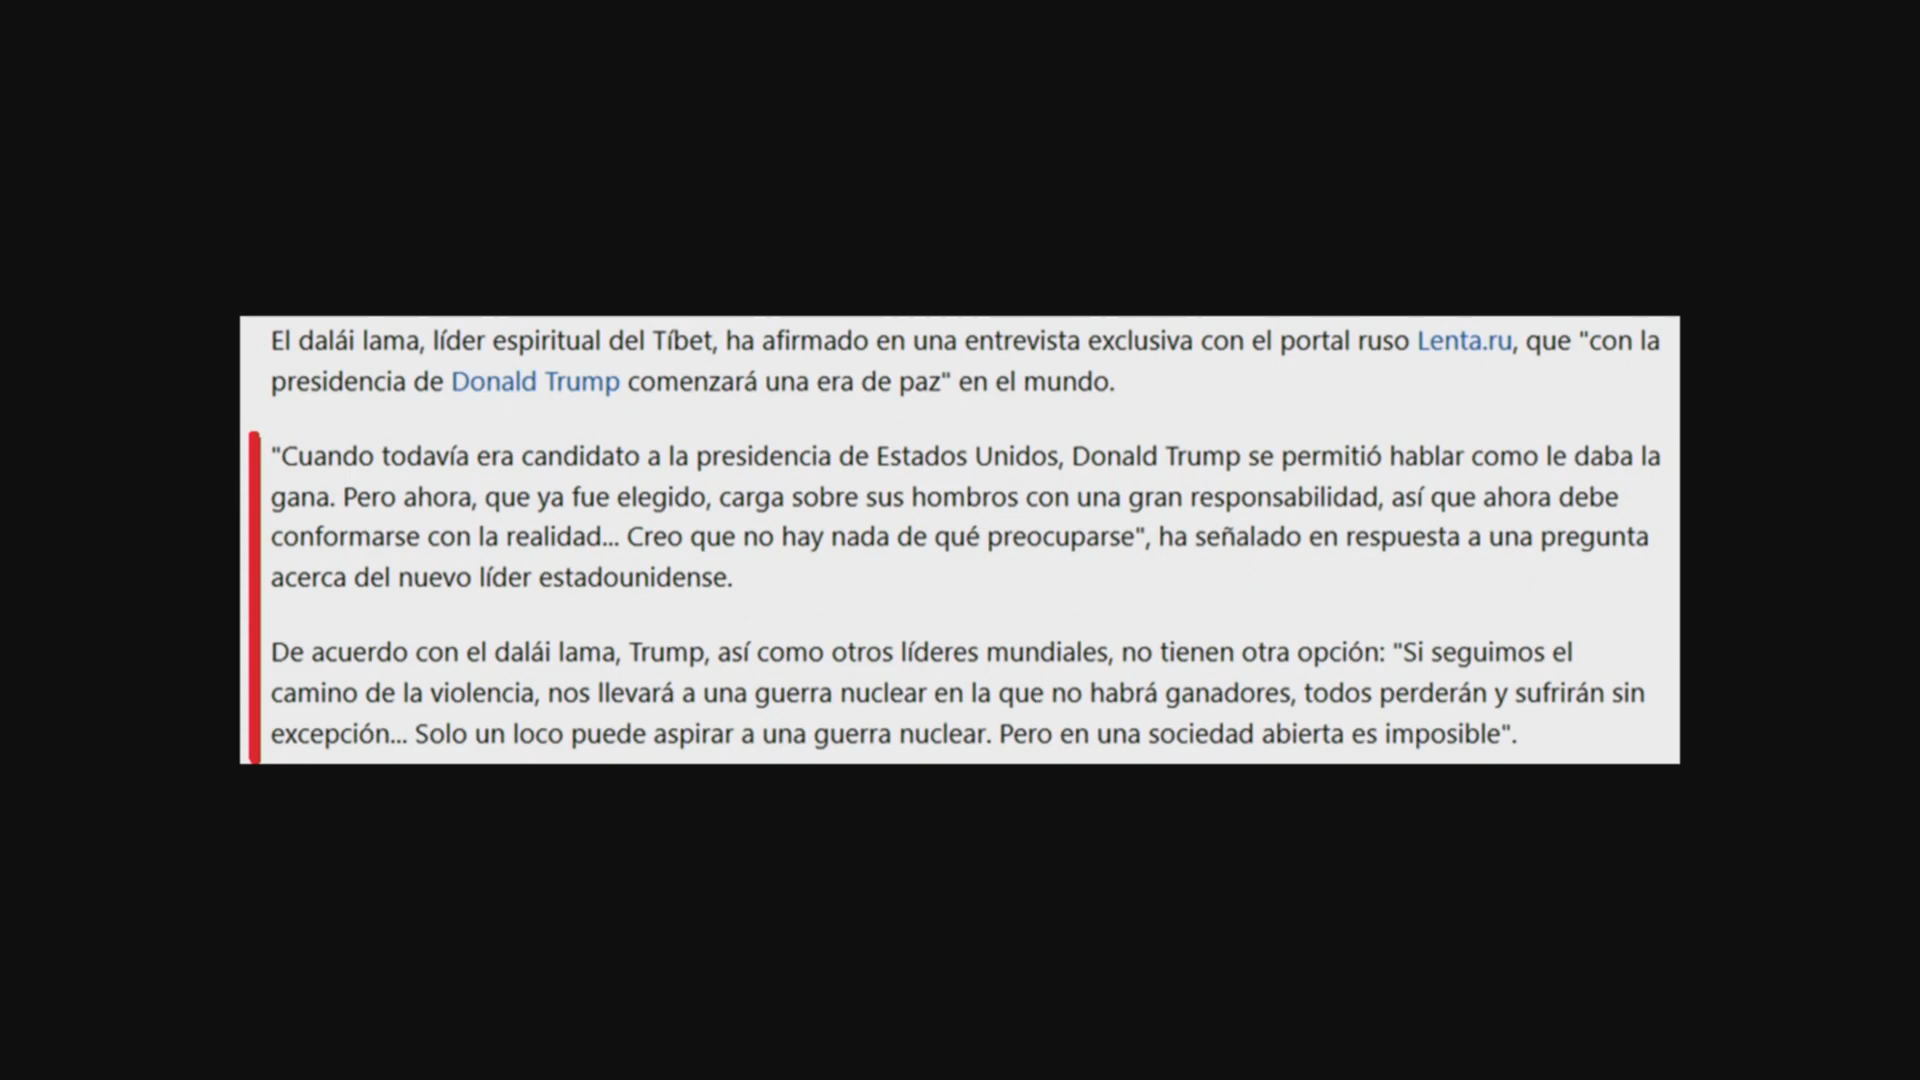 El dalái lama, líder espiritual del Tíbet, ha afirmado en una entrevista exclusiva con el portal ruso Lenta.ru, que "con la
presidencia de Donald Trump comenzará una era de paz" en el mundo.
"Cuando todavía era candidato a la presidencia de Estados Unidos, Donald Trump se permitió hablar como le daba la
gana. Pero ahora, que ya fue elegido, carga sobre sus hombros con una gran responsabilidad, así que ahora debe
conformarse con la realidad... Creo que no hay nada de qué preocuparse", ha señalado en respuesta a una pregunta
acerca del nuevo líder estadounidense.
De acuerdo con el dalái lama, Trump, así como otros líderes mundiales, no tienen otra opción: "Si seguimos el
camino de la violencia, nos llevará a una guerra nuclear en la que no habrá ganadores, todos perderán y sufrirán sin
excepción... Solo un loco puede aspirar a una guerra nuclear. Pero en una sociedad abierta es imposible".